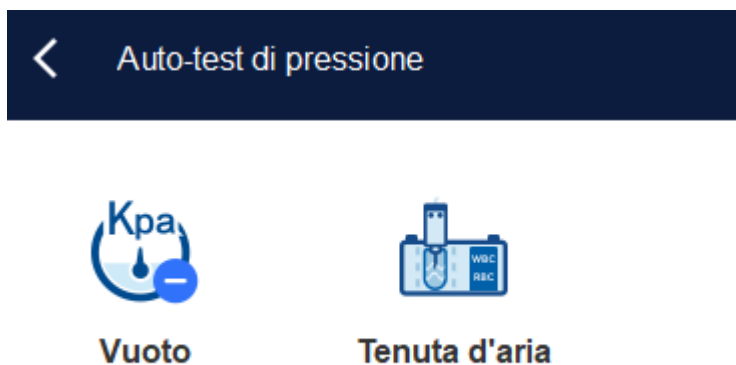 Auto-test di pressione
Kpa
WBC
RBC
Vuoto
Tenuta d'aria